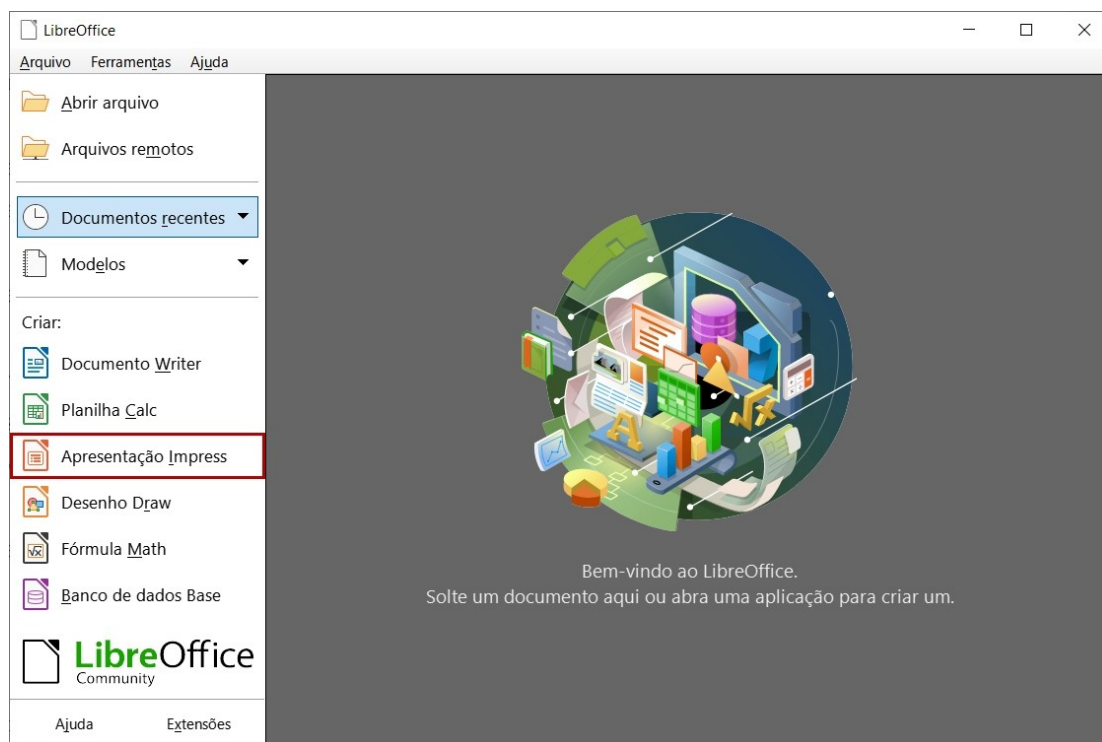 LibreOffice
Arquivo Ferramentas Ajuda
Abrir arquivo
Arquivos remotos
Documentos recentes
Modelos
Criar:
Documento Writer
Planilha Calc
Apresentação Impress
Desenho Draw
Fórmula Math
Banco de dados Base
LibreOffice
Community
Ajuda Extensões
Bem-vindo ao LibreOffice.
Solte um documento aqui ou abra uma aplicação para criar um.